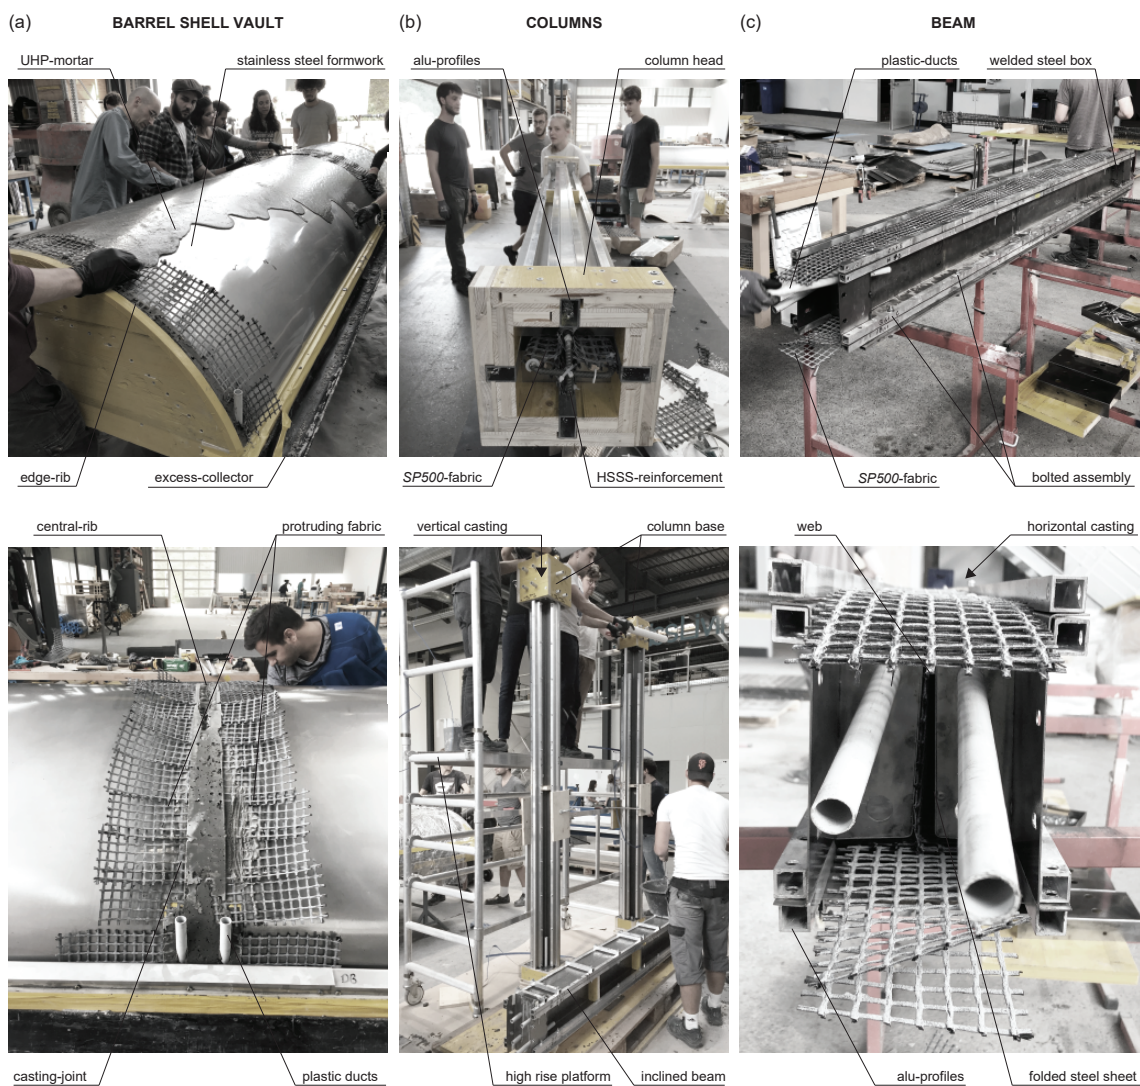 (a) BARREL SHELL VAULT
(b) COLUMNS
(c) BEAM
UHP-mortar stainless steel formwork
alu-profiles column head
plastic-ducts welded steel box
edge-rib excess-collector
SP500-fabric HSSS-reinforcement
SP500-fabric bolted assembly
central-rib protruding fabric
vertical casting column base
web horizontal casting
DB
casting-joint plastic ducts
high rise platform inclined beam
alu-profiles folded steel sheet